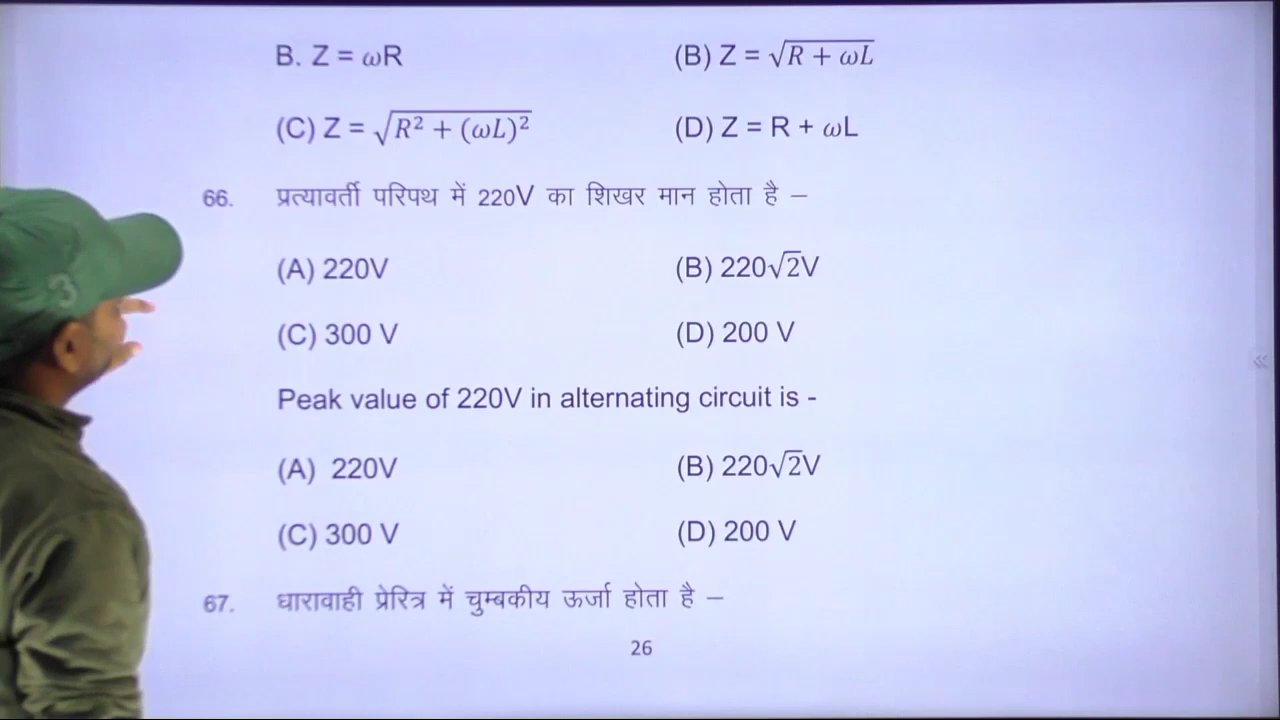 B. Z = ωR (B) Z = √R + ωL
(C) Z = √R² + (ωL)² (D) Z = R + ωL
66. प्रत्यावर्ती परिपथ में 220V का शिखर मान होता है –
(A) 220V (B) 220√2V
(C) 300 V (D) 200 V
Peak value of 220V in alternating circuit is -
(A) 220V (B) 220√2V
(C) 300 V (D) 200 V
67. धारावाही प्रेरित्र में चुम्बकीय ऊर्जा होता है –
26
3
«